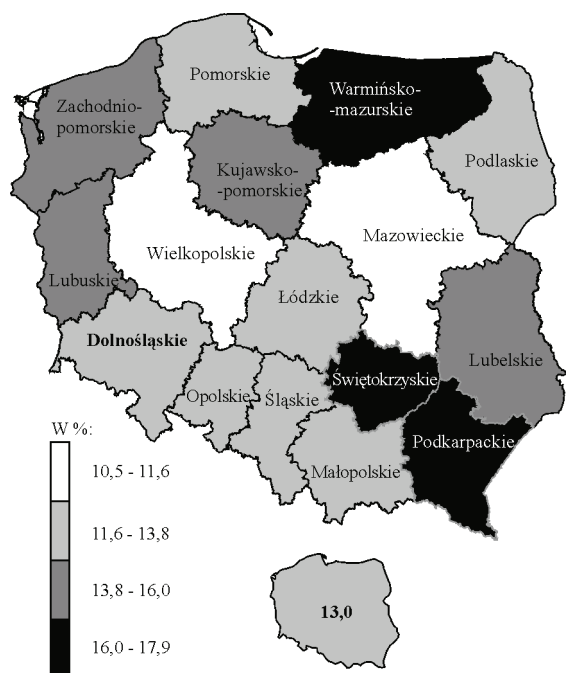 Pomorskie
Warmińsko-
-mazurskie
Zachodnio-
pomorskie
Podlaskie
Kujawsko-
-pomorskie
Mazowieckie
Wielkopolskie
Lubuskie
Łódzkie
Dolnośląskie
Lubelskie
Świętokrzyskie
Opolskie
Śląskie
Podkarpackie
Małopolskie
W %:
10,5 - 11,6
11,6 - 13,8
13,8 - 16,0
16,0 - 17,9
13,0